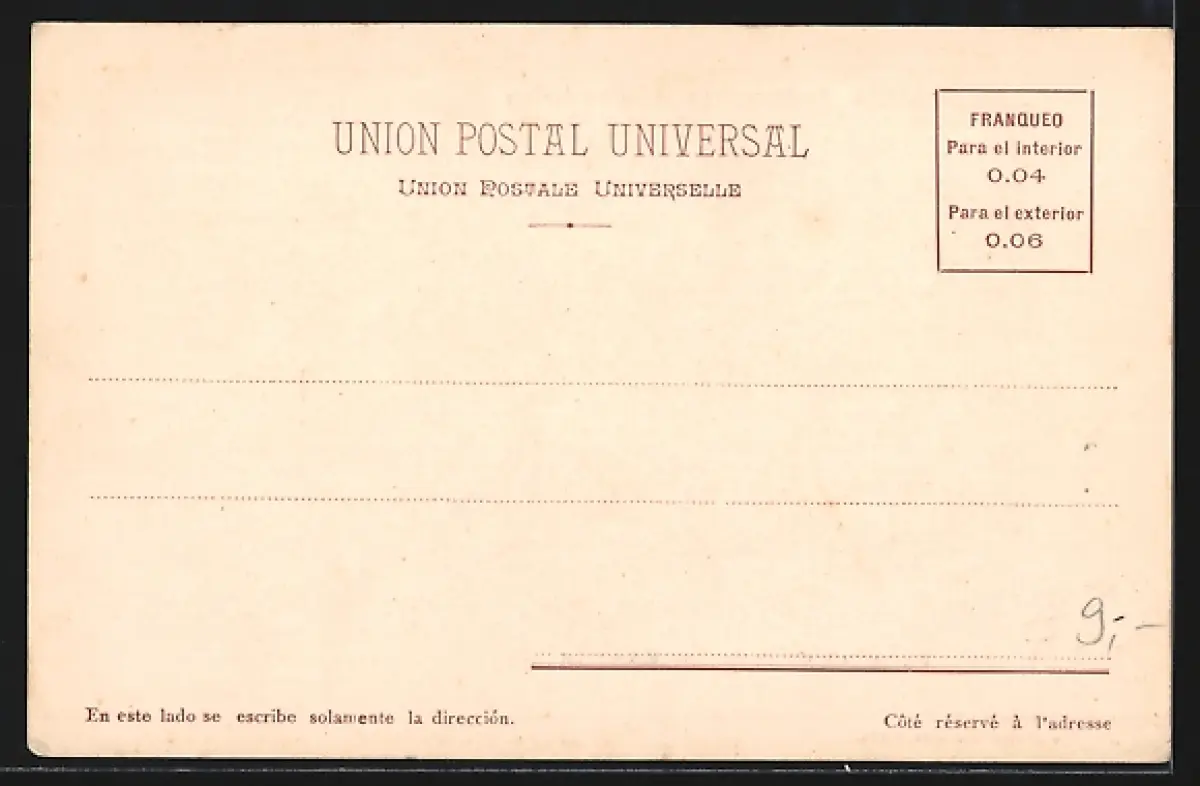 UNION POSTAL UNIVERSAL
UNION POSTALE UNIVERSELLE
FRANQUEO
Para el interior
0.04
Para el exterior
0.06
9,-
En este lado se escribe solamente la dirección.
Côté réservé à l'adresse